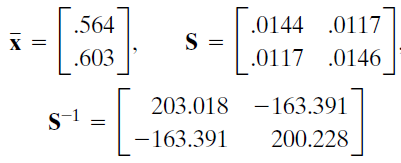 x̄ = [ .564 .603 ], S = [ .0144 .0117 .0117 .0146 ],
S⁻¹ = [ 203.018 −163.391 −163.391 200.228 ]